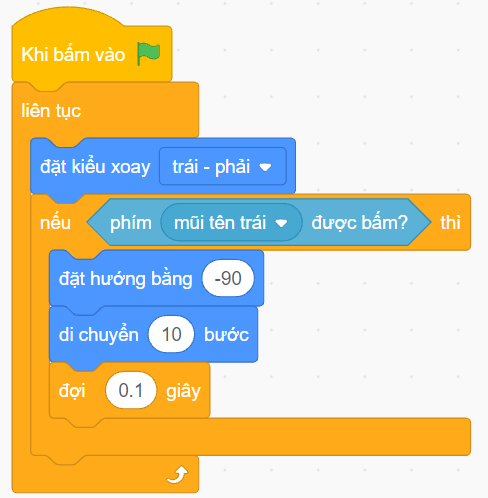 Khi bấm vào
liên tục
đặt kiểu xoay trái - phải
nếu phím mũi tên trái được bấm? thì
đặt hướng bằng -90
di chuyển 10 bước
đợi 0.1 giây